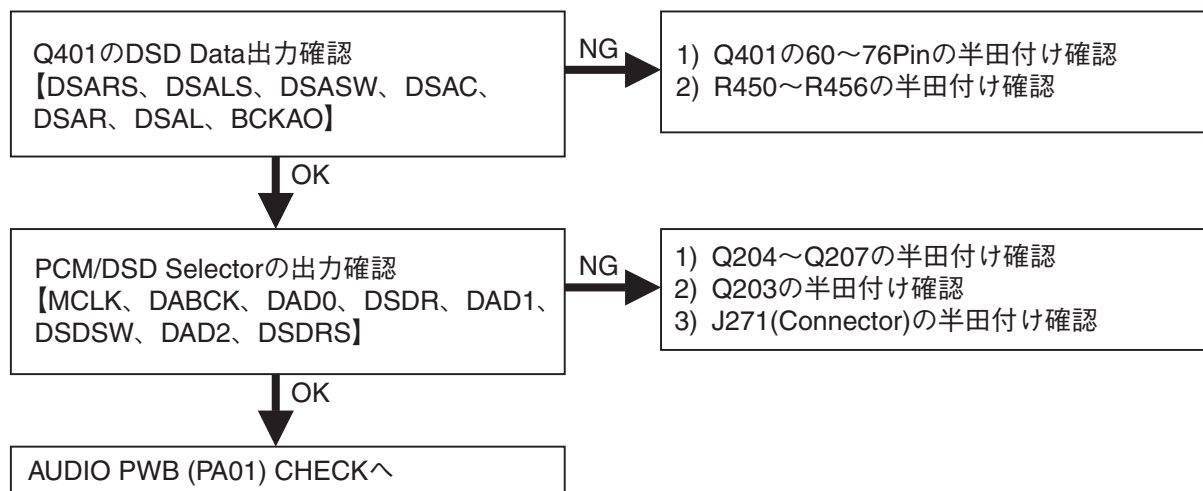 Q401のDSD Data出力確認
【DSARS、DSALS、DSASW、DSAC、
DSAR、DSAL、BCKAO】
NG
1) Q401の60～76Pinの半田付け確認
2) R450～R456の半田付け確認
OK
PCM/DSD Selectorの出力確認
【MCLK、DABCK、DAD0、DSDR、DAD1、
DSDSW、DAD2、DSDRS】
NG
1) Q204～Q207の半田付け確認
2) Q203の半田付け確認
3) J271(Connector)の半田付け確認
OK
AUDIO PWB (PA01) CHECKへ